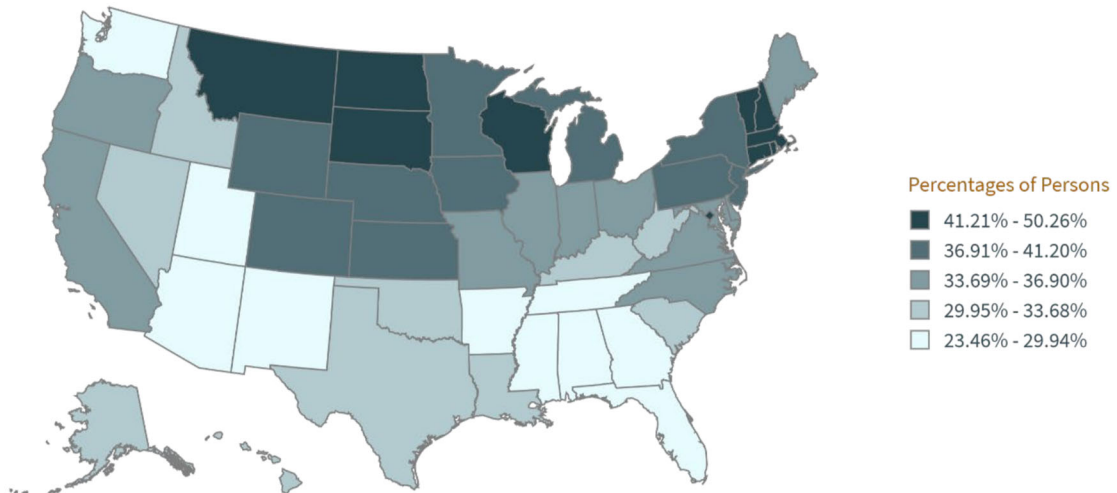 Percentages of Persons
41.21% - 50.26%
36.91% - 41.20%
33.69% - 36.90%
29.95% - 33.68%
23.46% - 29.94%